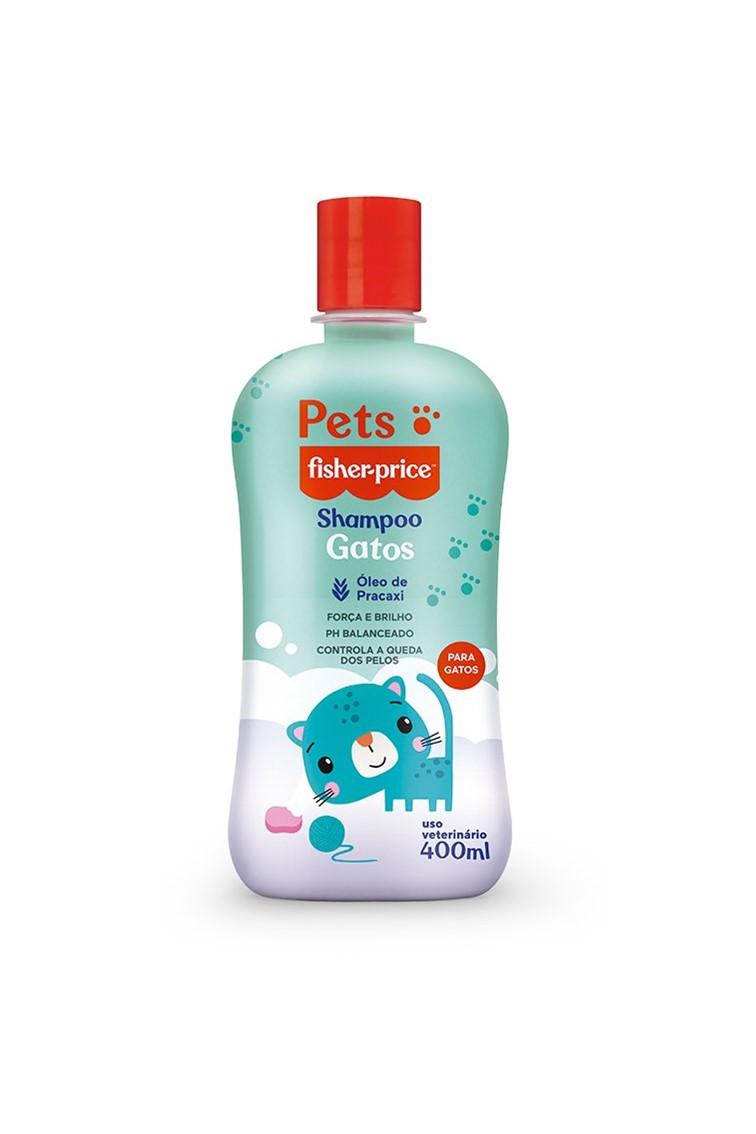 Pets
fisher-price™
Shampoo
Gatos
Óleo de
Pracaxi
FORÇA E BRILHO
PH BALANCEADO
CONTROLA A QUEDA
DOS PELOS
PARA
GATOS
uso
veterinário
400ml